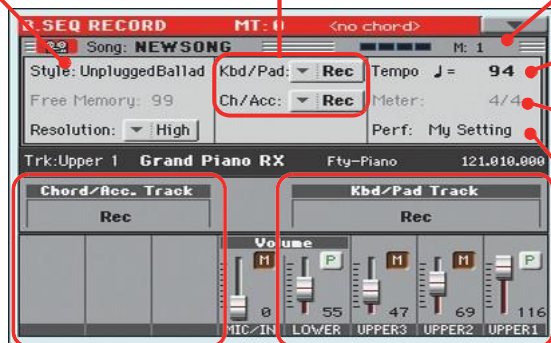 B.SEQ RECORD MT: 0 <no chord>
Song: NEWSONG M: 1
Style: UnpluggedBallad Kbd/Pad: Rec Tempo ♩= 94
Free Memory: 99 Ch/Acc: Rec Meter: 4/4
Resolution: High Perf: My Setting
Trk:Upper 1 Grand Piano RX Fty-Piano 121.010.000
Chord/Acc. Track Kbd/Pad Track
Rec Rec
Volume
M P M M P
0 55 47 69 116
MIC/IN LOWER UPPER3 UPPER2 UPPER1